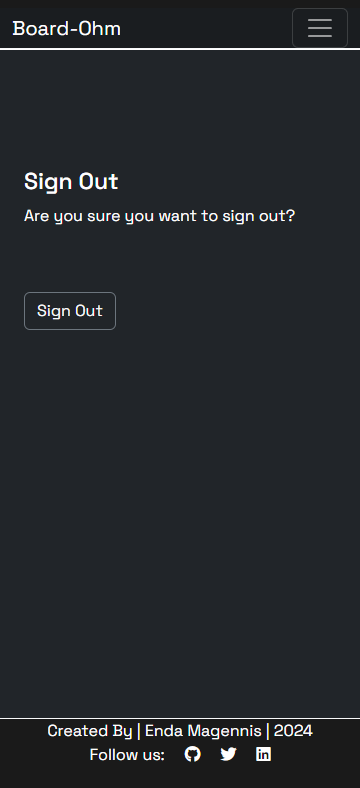 Board-Ohm
Sign Out
Are you sure you want to sign out?
Sign Out
Created By | Enda Magennis | 2024
Follow us: